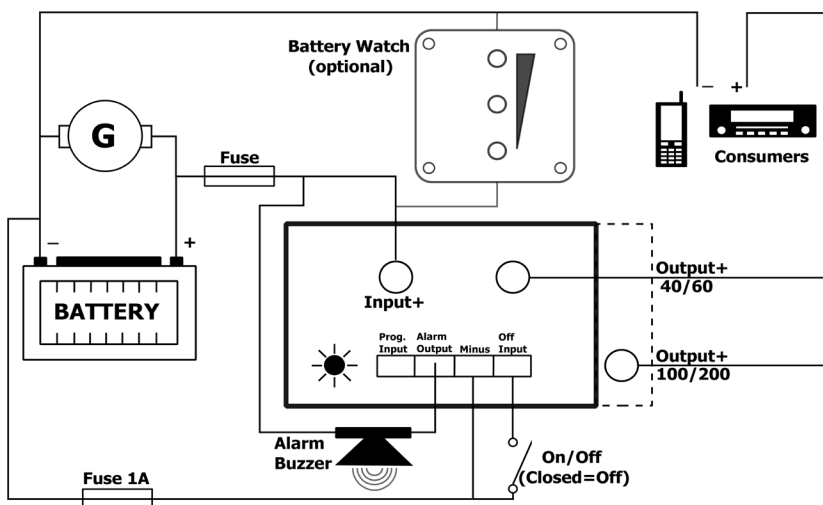 Battery Watch
(optional)
– +
Consumers
G
Fuse
– +
BATTERY
Input+
Output+
40/60
Prog.
Input
Alarm
Output
Minus
Off
Input
Output+
100/200
Alarm
Buzzer
On/Off
(Closed=Off)
Fuse 1A